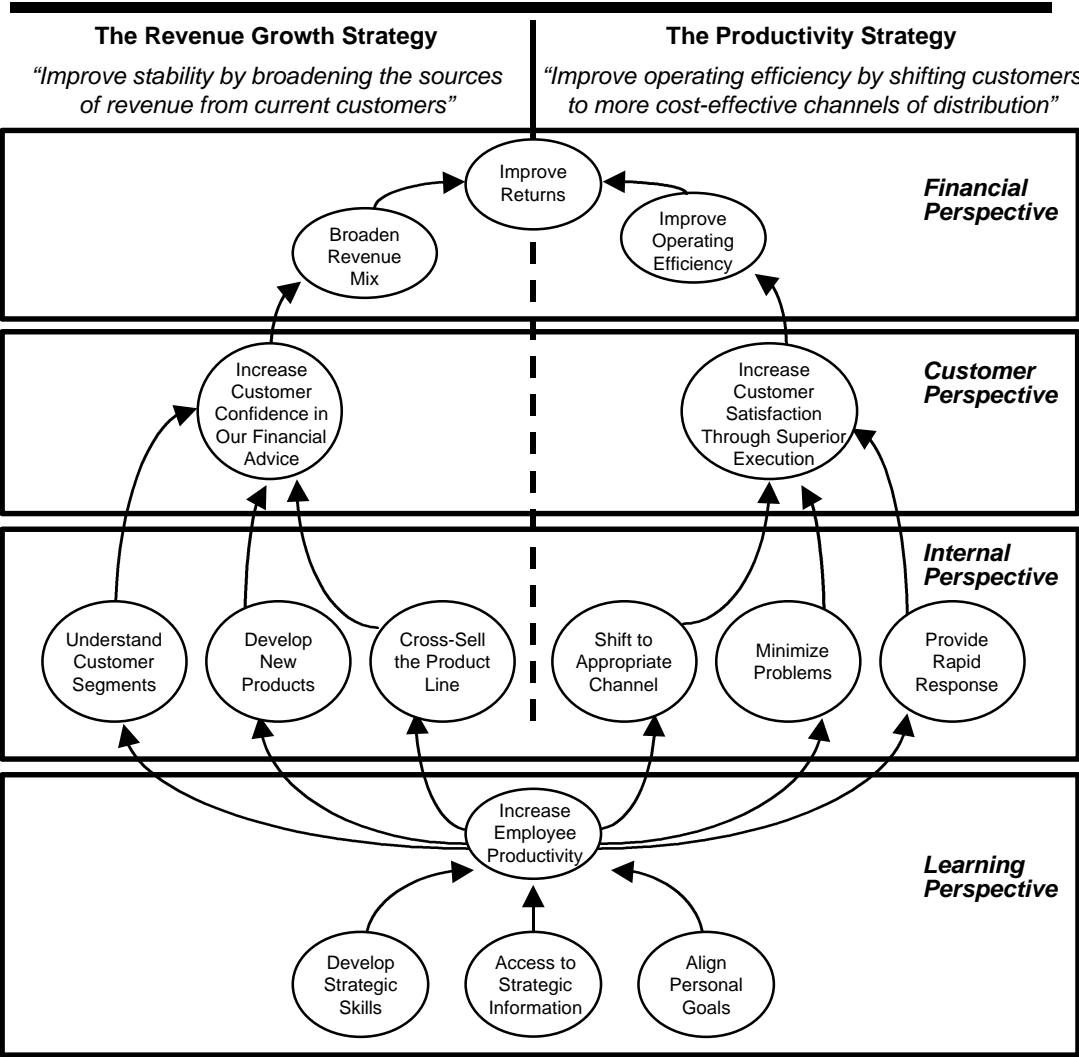 The Revenue Growth Strategy
“Improve stability by broadening the sources
of revenue from current customers”
The Productivity Strategy
“Improve operating efficiency by shifting customers
to more cost-effective channels of distribution”
Improve
Returns
Broaden
Revenue
Mix
Improve
Operating
Efficiency
Financial
Perspective
Increase
Customer
Confidence in
Our Financial
Advice
Increase
Customer
Satisfaction
Through Superior
Execution
Customer
Perspective
Internal
Perspective
Understand
Customer
Segments
Develop
New
Products
Cross-Sell
the Product
Line
Shift to
Appropriate
Channel
Minimize
Problems
Provide
Rapid
Response
Increase
Employee
Productivity
Learning
Perspective
Develop
Strategic
Skills
Access to
Strategic
Information
Align
Personal
Goals